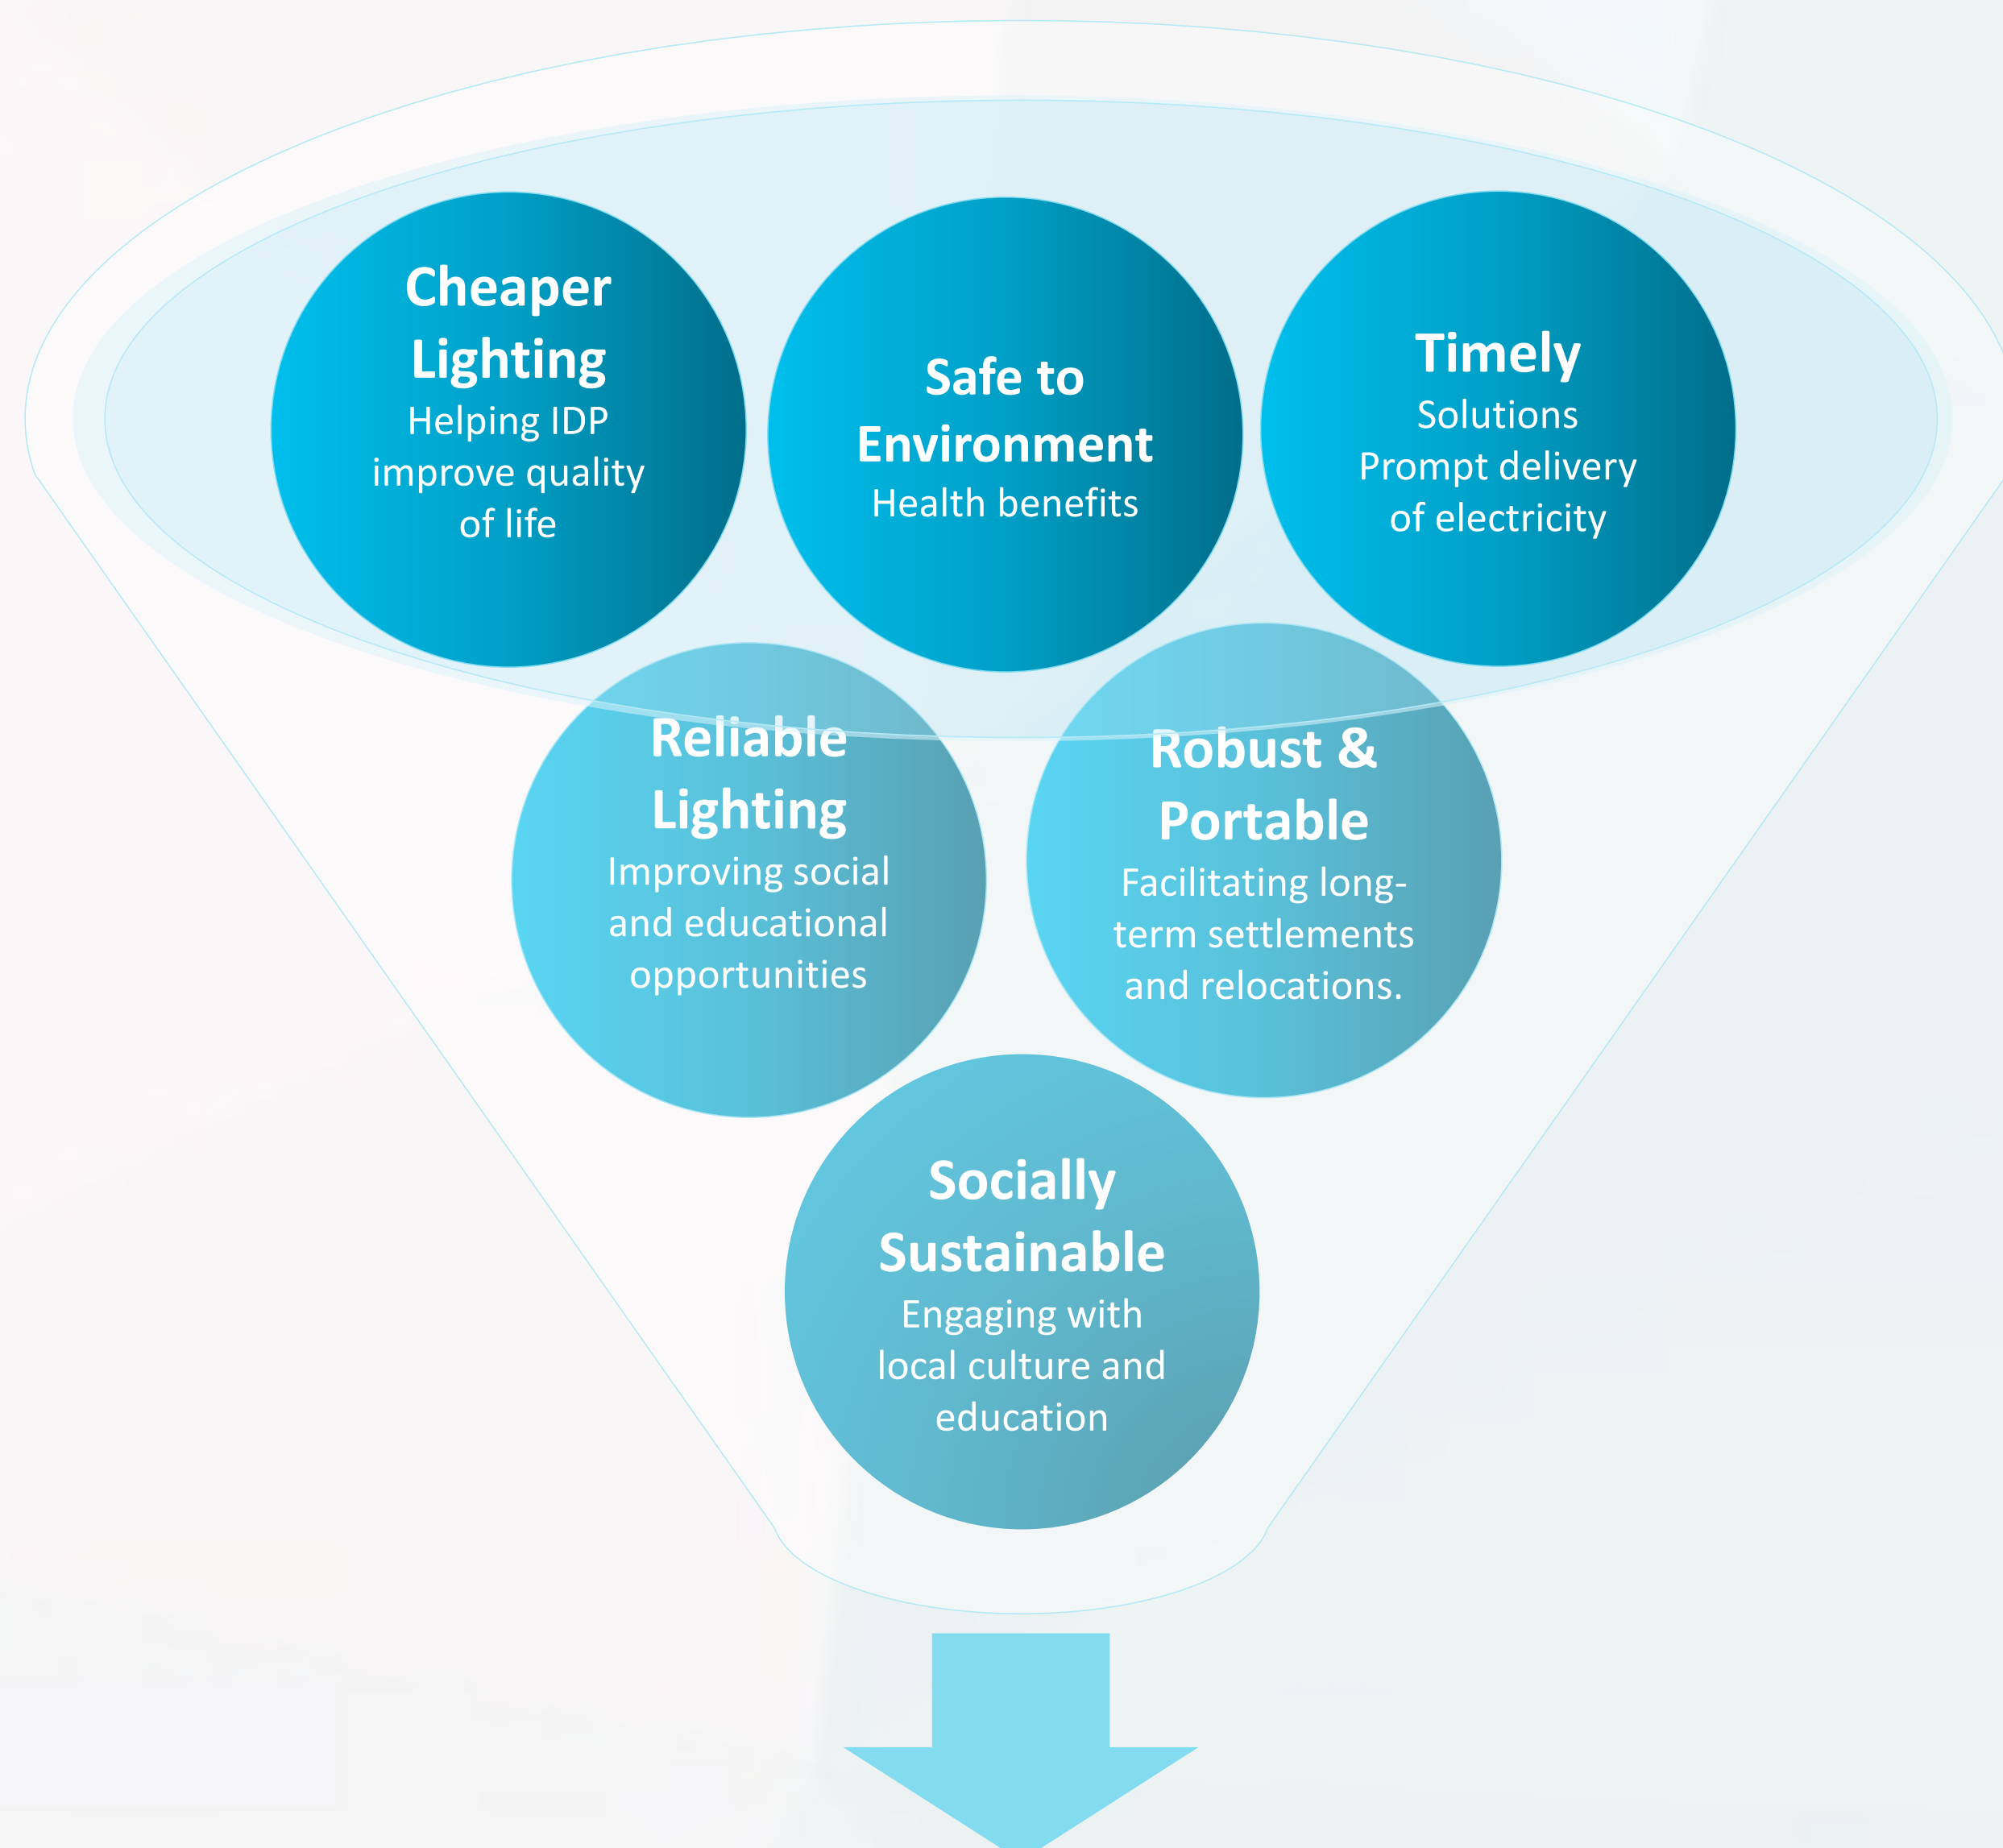 Cheaper
Lighting
Helping IDP
improve quality
of life
Safe to
Environment
Health benefits
Timely
Solutions
Prompt delivery
of electricity
Reliable
Lighting
Improving social
and educational
opportunities
Robust &
Portable
Facilitating long-
term settlements
and relocations.
Socially
Sustainable
Engaging with
local culture and
education